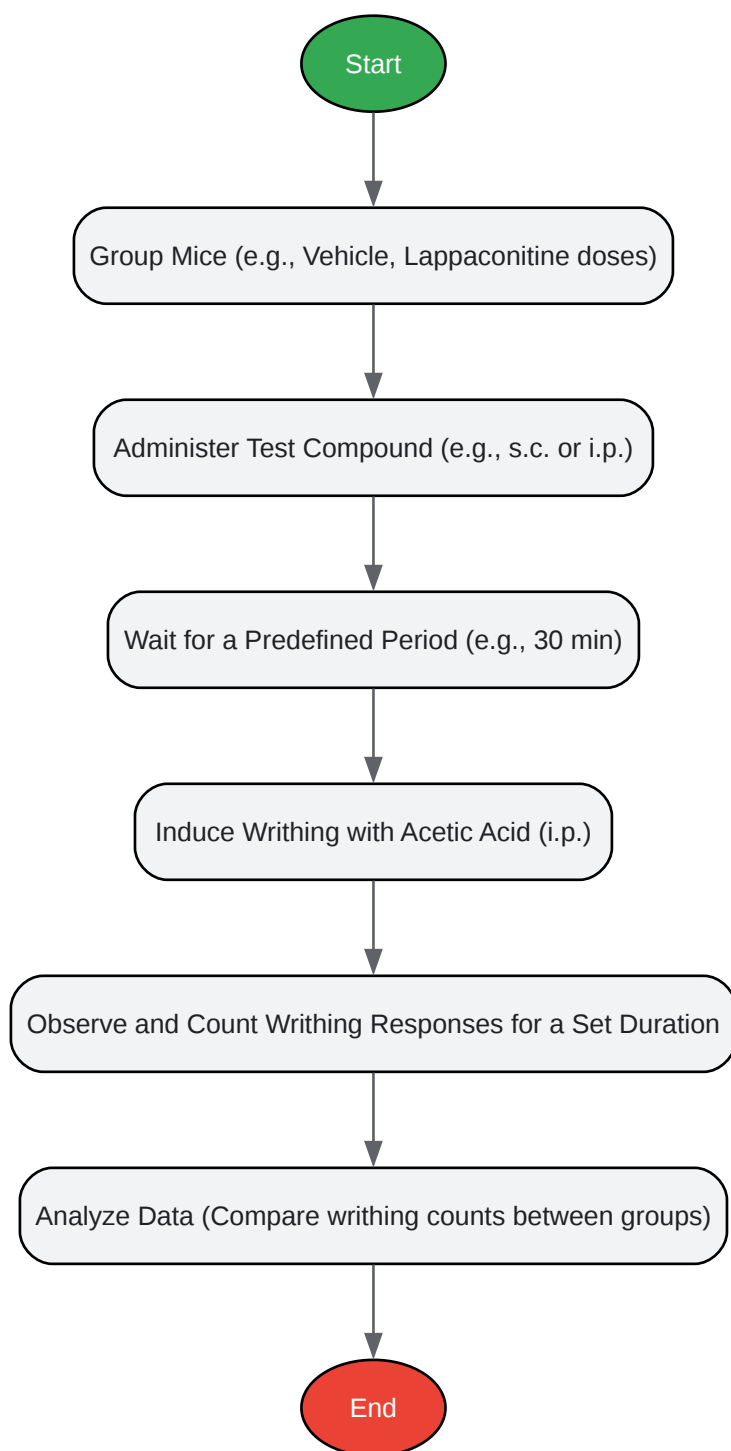 Start
Group Mice (e.g., Vehicle, Lappaconitine doses)
Administer Test Compound (e.g., s.c. or i.p.)
Wait for a Predefined Period (e.g., 30 min)
Induce Writhing with Acetic Acid (i.p.)
Observe and Count Writhing Responses for a Set Duration
Analyze Data (Compare writhing counts between groups)
End